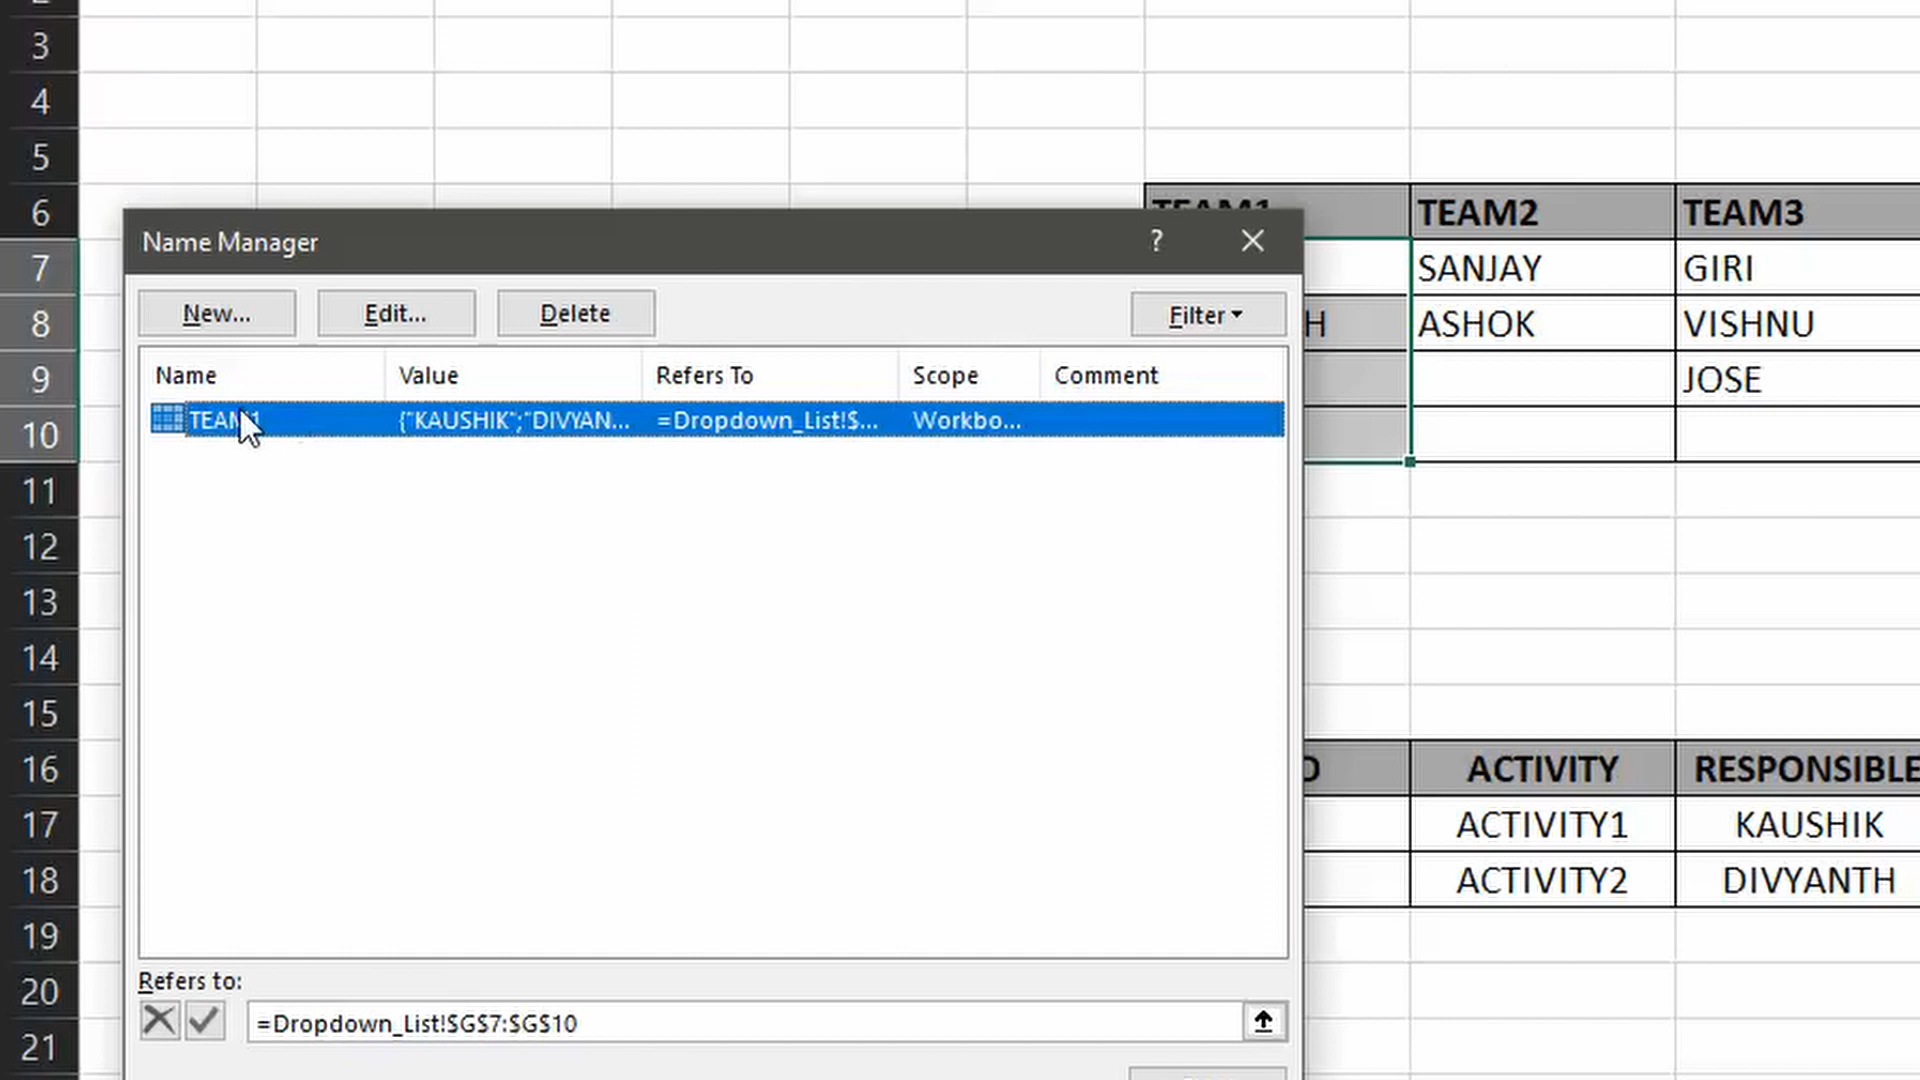 3
4
5
6 TEAM1 TEAM2 TEAM3
Name Manager ?
7 SANJAY GIRI
New... Edit... Delete Filter
8 H ASHOK VISHNU
Name Value Refers To Scope Comment
9 JOSE
TEAM1 {"KAUSHIK";"DIVYAN... =Dropdown_List!$... Workbo...
10
11
12
13
14
15
16 ACTIVITY RESPONSIBLE
17 ACTIVITY1 KAUSHIK
18 ACTIVITY2 DIVYANTH
19
Refers to:
20
=Dropdown_List!$G$7:$G$10
21